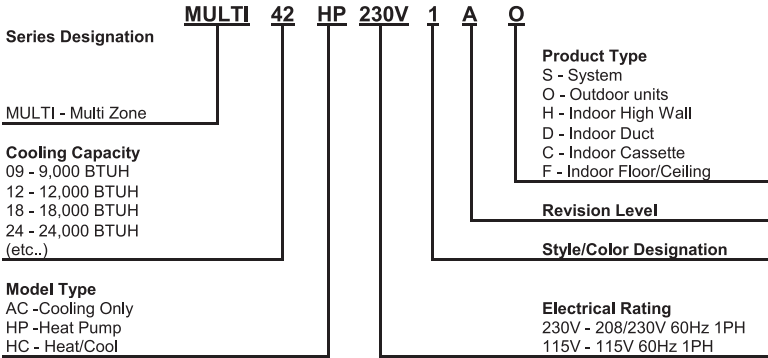 MULTI 42 HP 230V 1 A O
Series Designation
MULTI - Multi Zone
Cooling Capacity
09 - 9,000 BTUH
12 - 12,000 BTUH
18 - 18,000 BTUH
24 - 24,000 BTUH
(etc..)
Model Type
AC -Cooling Only
HP -Heat Pump
HC - Heat/Cool
Product Type
S - System
O - Outdoor units
H - Indoor High Wall
D - Indoor Duct
C - Indoor Cassette
F - Indoor Floor/Ceiling
Revision Level
Style/Color Designation
Electrical Rating
230V - 208/230V 60Hz 1PH
115V - 115V 60Hz 1PH